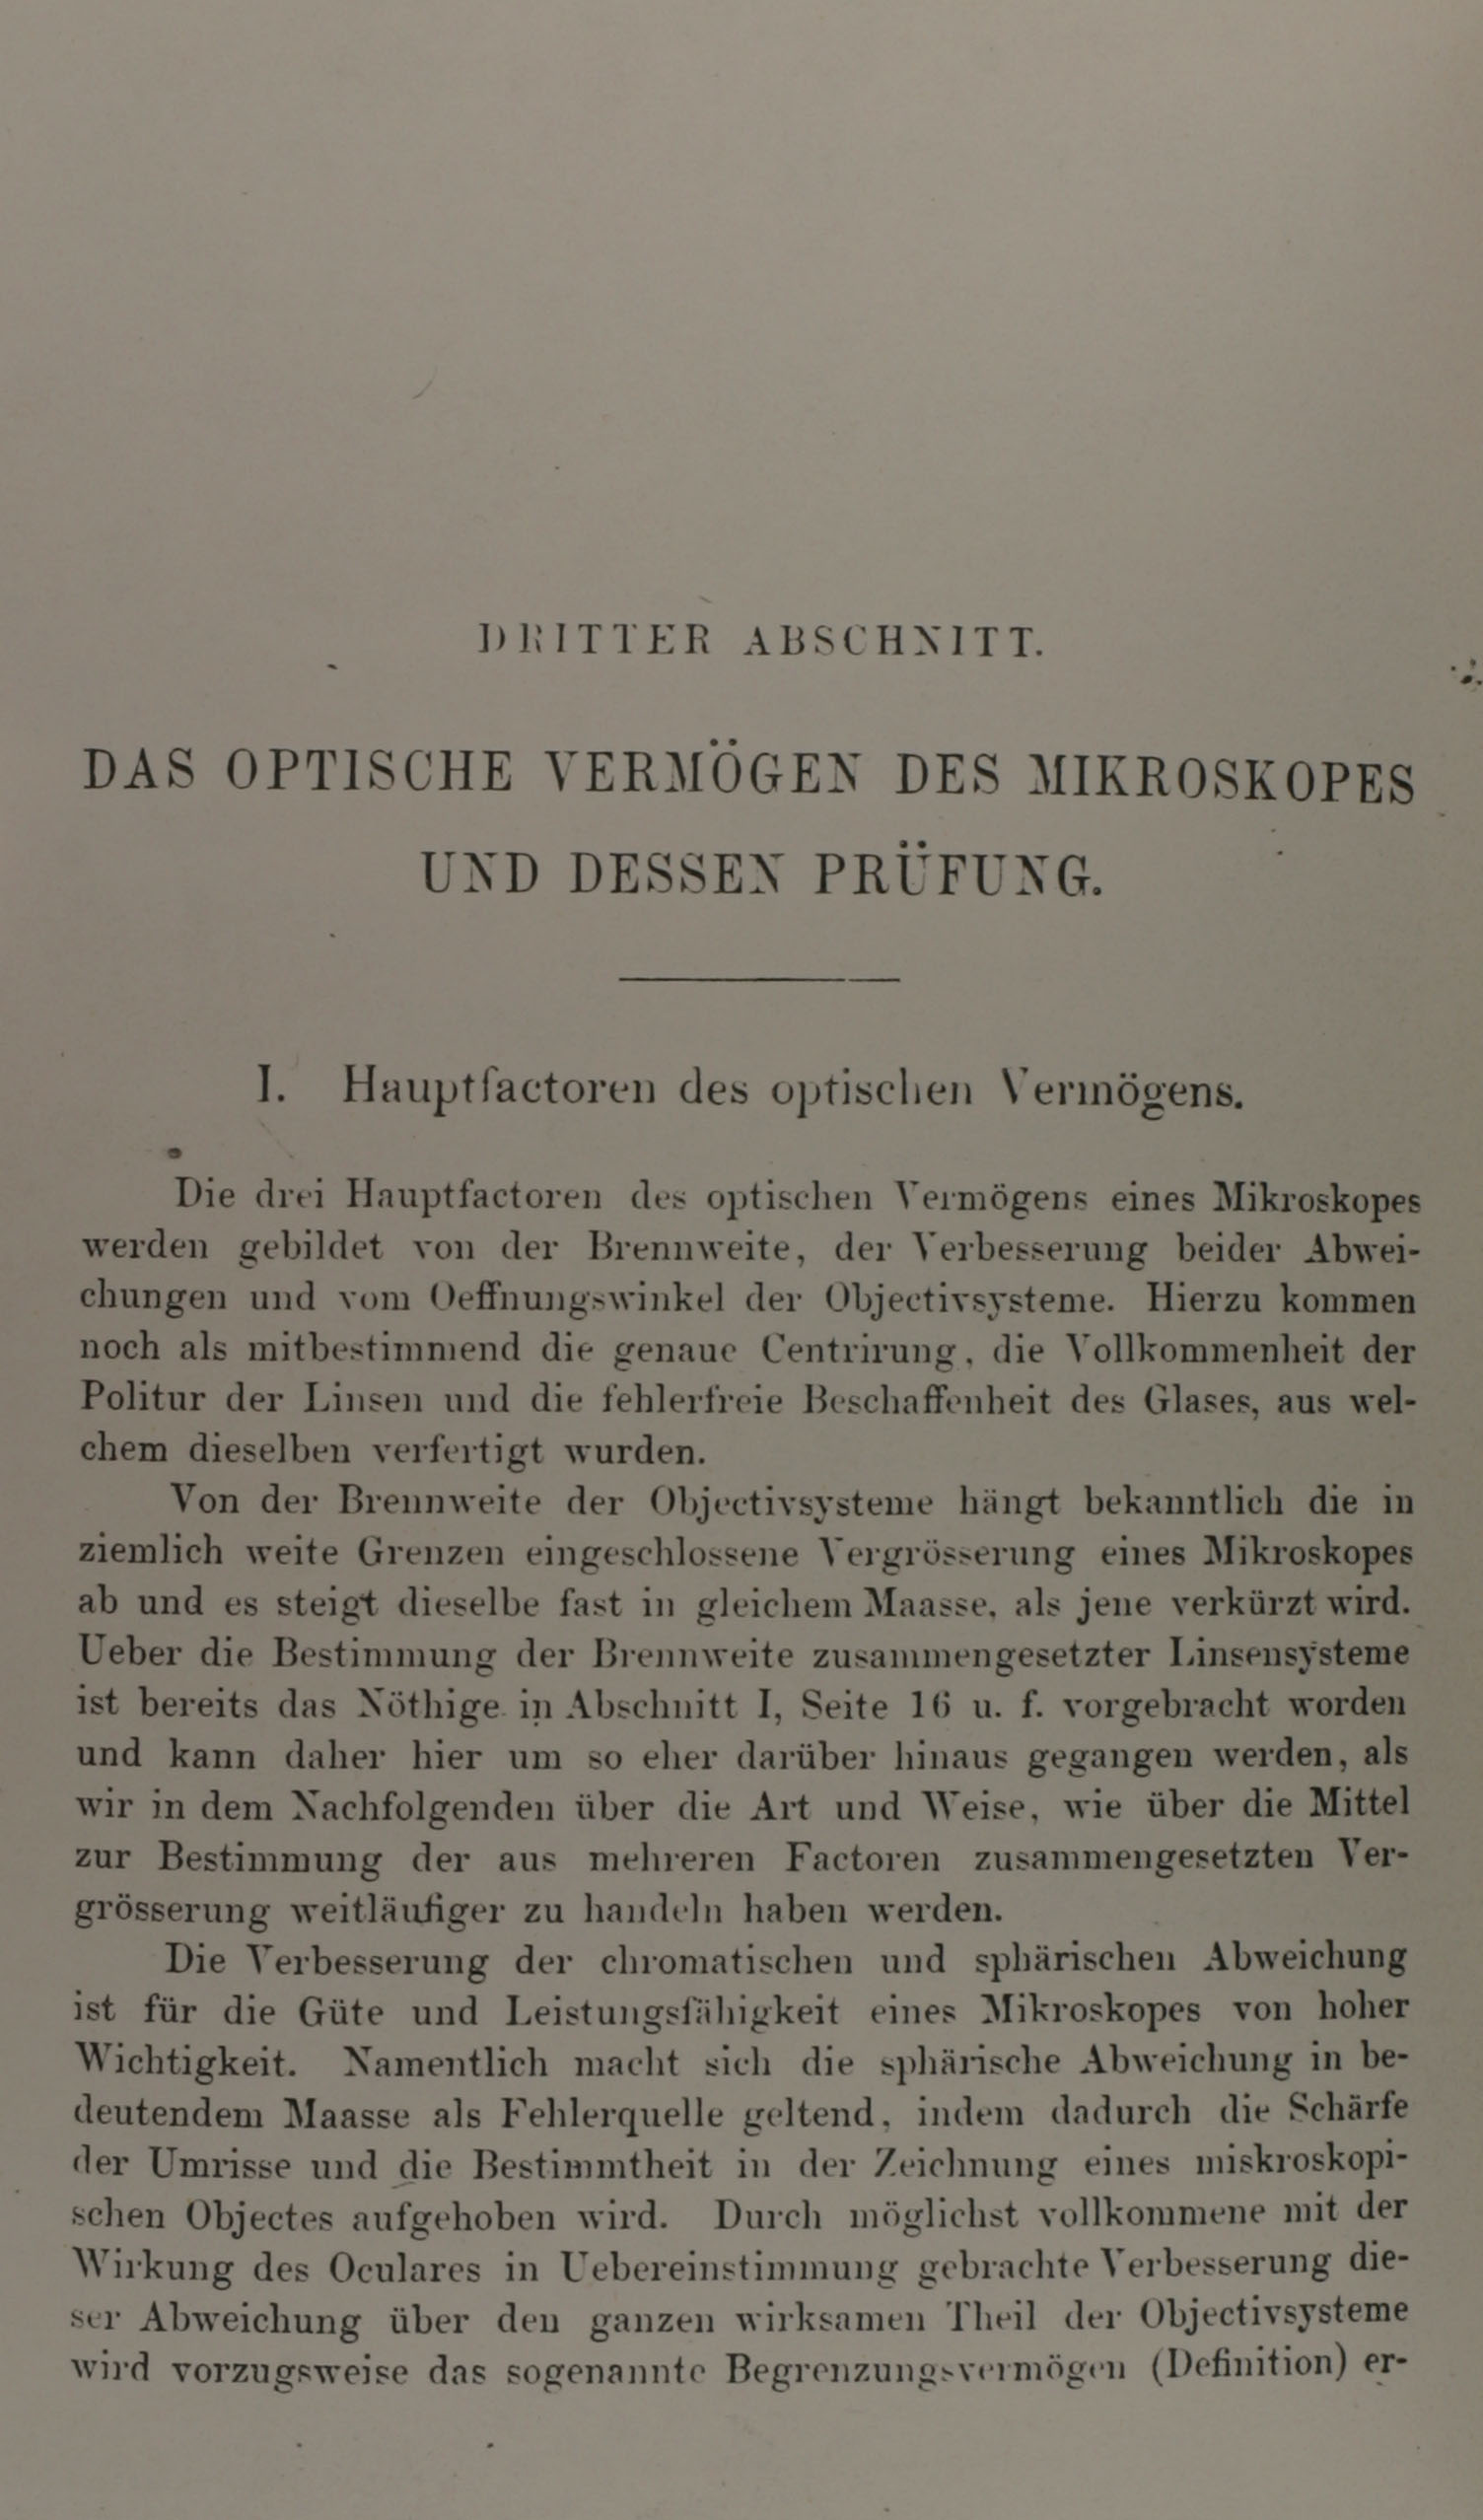 DRITTER ABSCHNITT.
DAS OPTISCHE VERMÖGEN DES MIKROSKOPES
UND DESSEN PRÜFUNG.
I. Hauptfactoren des optischen Vermögens.
Die drei Hauptfactoren des optischen Vermögens eines Mikroskopes
werden gebildet von der Brennweite, der Verbesserung beider Abwei-
chungen und vom Oeffnungswinkel der Objectivsysteme. Hierzu kommen
noch als mitbestimmend die genaue Centrirung, die Vollkommenheit der
Politur der Linsen und die fehlerfreie Beschaffenheit des Glases, aus wel-
chem dieselben verfertigt wurden.
Von der Brennweite der Objectivsysteme hängt bekanntlich die in
ziemlich weite Grenzen eingeschlossene Vergrösserung eines Mikroskopes
ab und es steigt dieselbe fast in gleichem Maasse, als jene verkürzt wird.
Ueber die Bestimmung der Brennweite zusammengesetzter Linsensysteme
ist bereits das Nöthige in Abschnitt I, Seite 16 u. f. vorgebracht worden
und kann daher hier um so eher darüber hinaus gegangen werden, als
wir in dem Nachfolgenden über die Art und Weise, wie über die Mittel
zur Bestimmung der aus mehreren Factoren zusammengesetzten Ver-
grösserung weitläufiger zu handeln haben werden.
Die Verbesserung der chromatischen und sphärischen Abweichung
ist für die Güte und Leistungsfähigkeit eines Mikroskopes von hoher
Wichtigkeit. Namentlich macht sich die sphärische Abweichung in be-
deutendem Maasse als Fehlerquelle geltend, indem dadurch die Schärfe
der Umrisse und die Bestimmtheit in der Zeichnung eines miskroskopi-
schen Objectes aufgehoben wird. Durch möglichst vollkommene mit der
Wirkung des Oculares in Uebereinstimmung gebrachte Verbesserung die-
ser Abweichung über den ganzen wirksamen Theil der Objectivsysteme
wird vorzugsweise das sogenannte Begrenzungsvermögen (Definition) er-